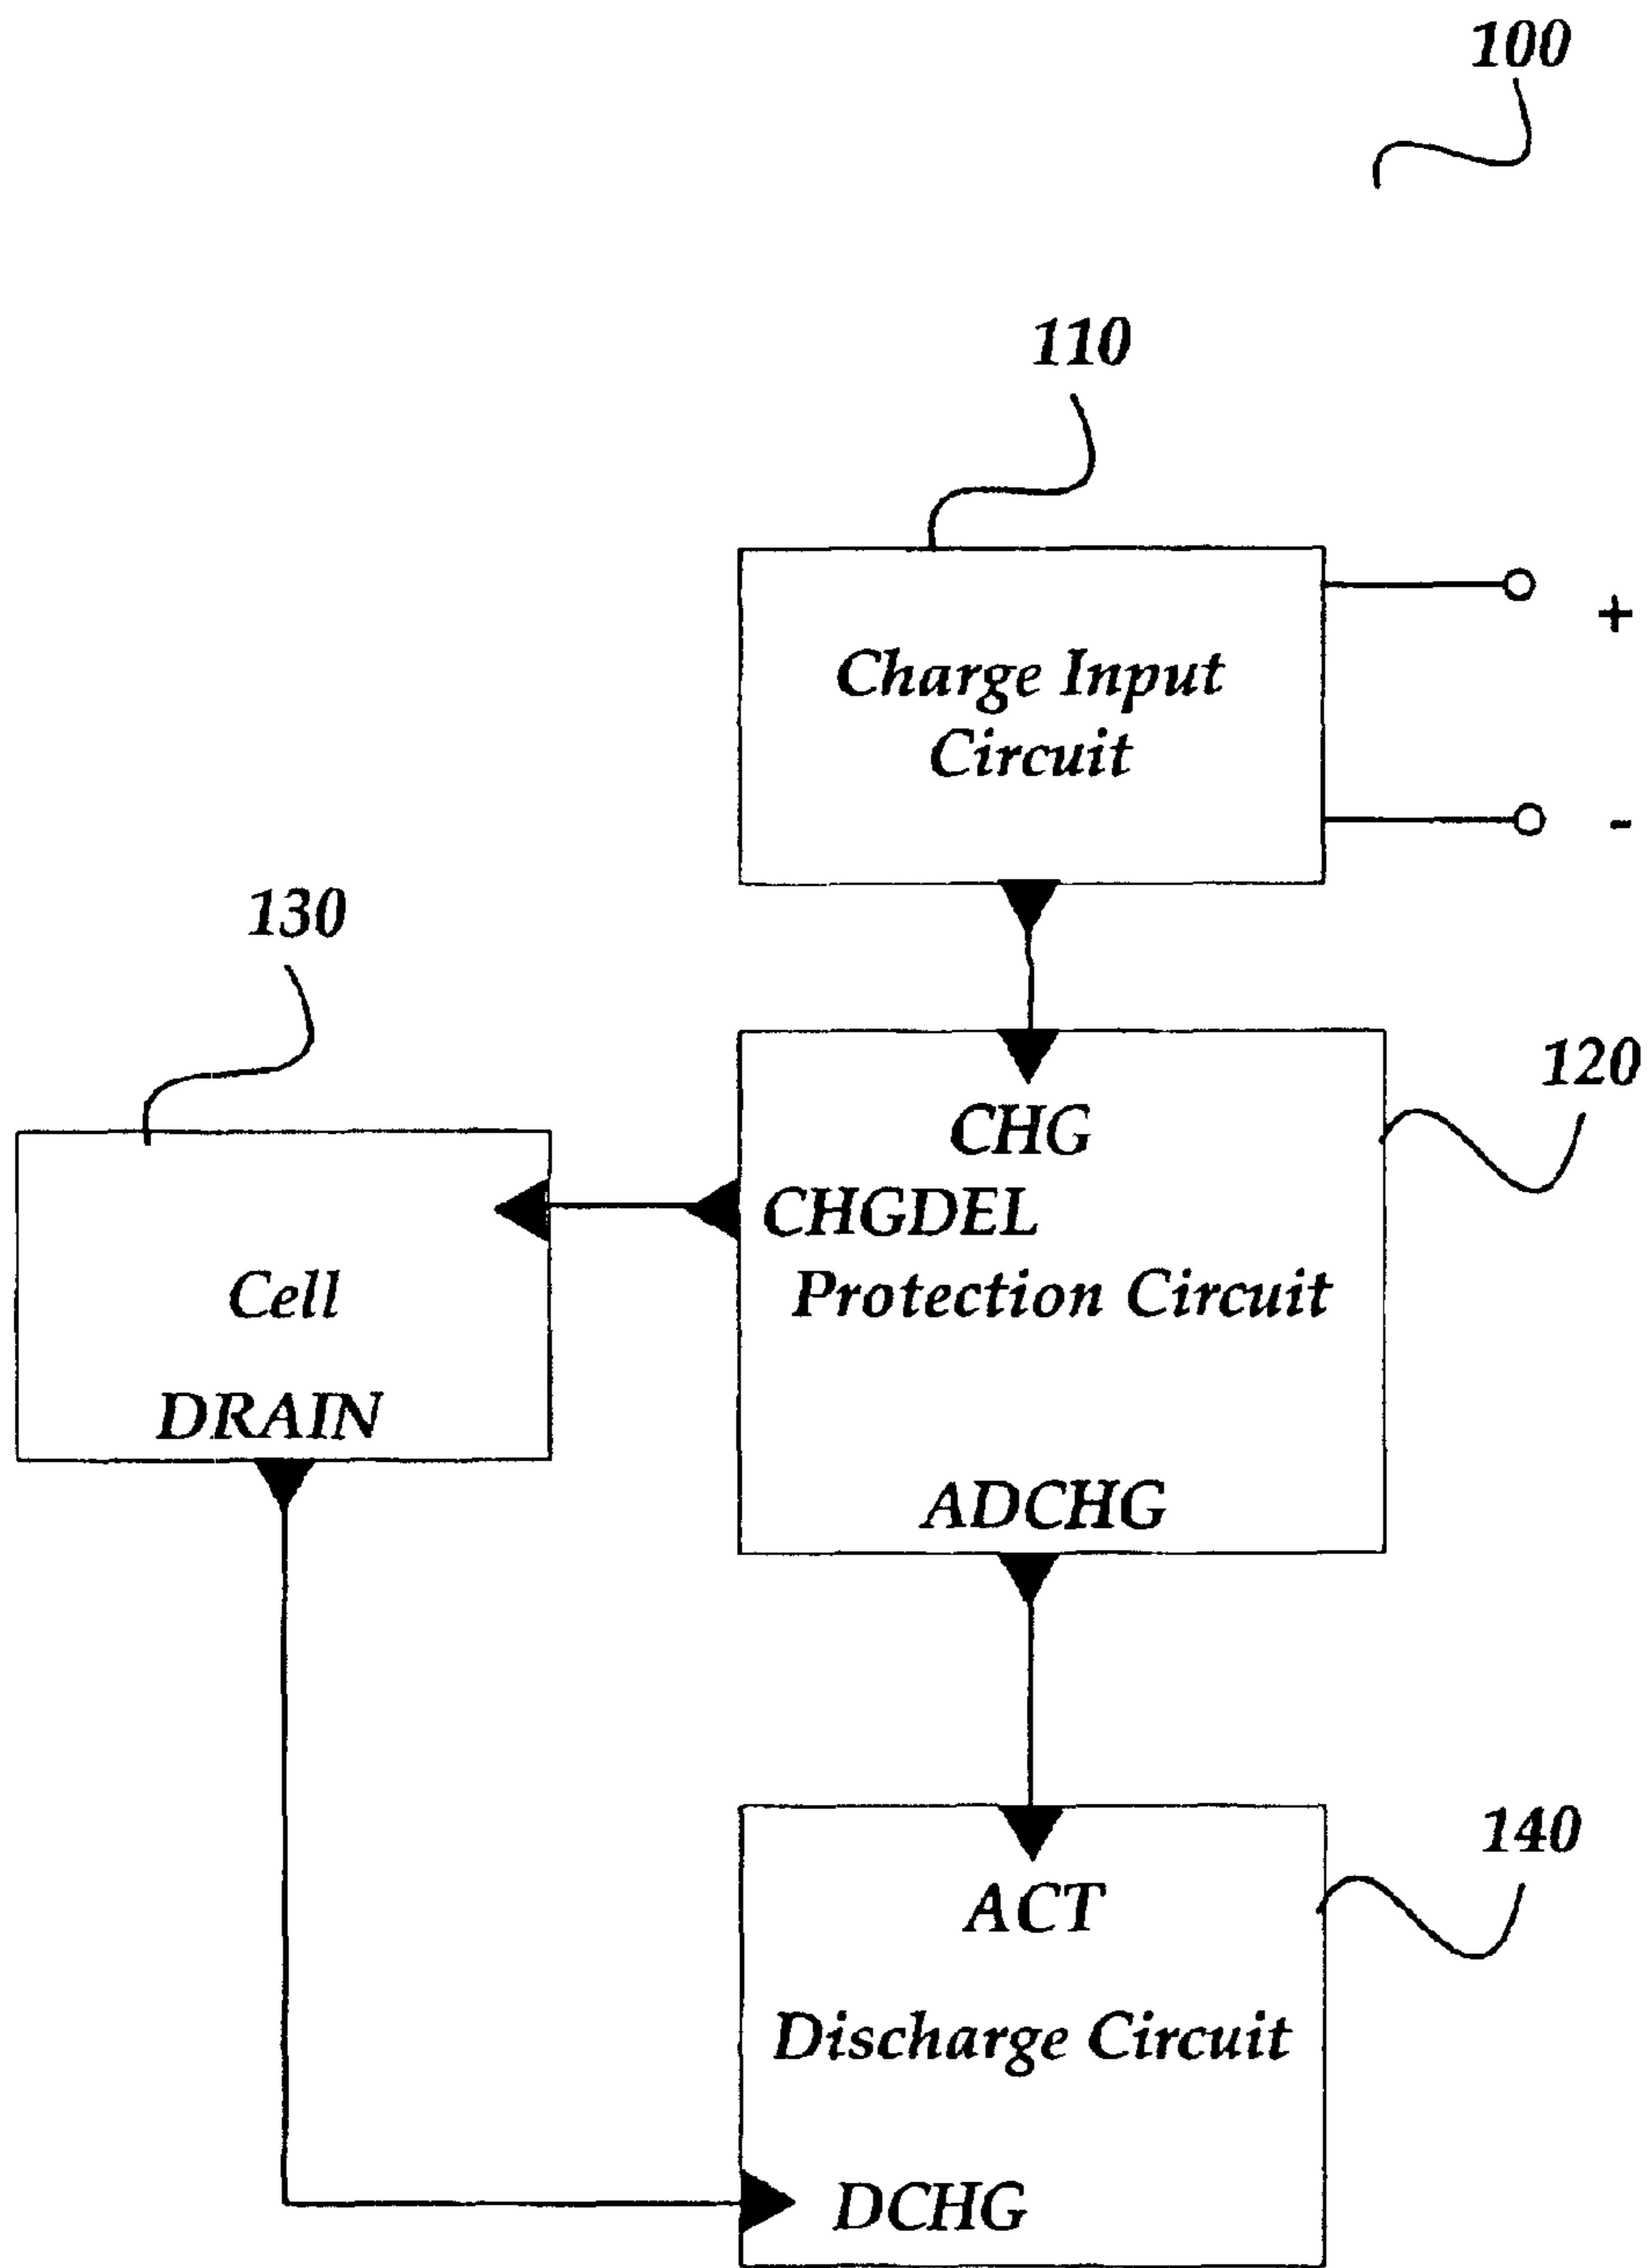 100
110
Charge Input
Circuit
+
-
130
120
CHG
CHGDEL
Protection Circuit
Cell
DRAIN
ADCHG
140
ACT
Discharge Circuit
DCHG